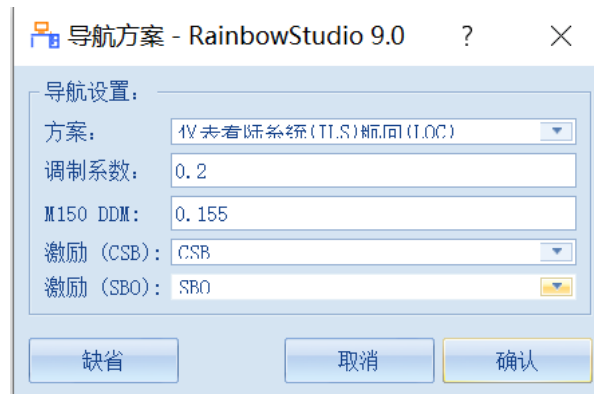 导航方案 - RainbowStudio 9.0 ?
导航设置:
方案: 仪表着陆系统(ILS)航向(LOC)
调制系数: 0.2
M150 DDM: 0.155
激励 (CSB): CSB
激励 (SBO): SBO
缺省 取消 确认